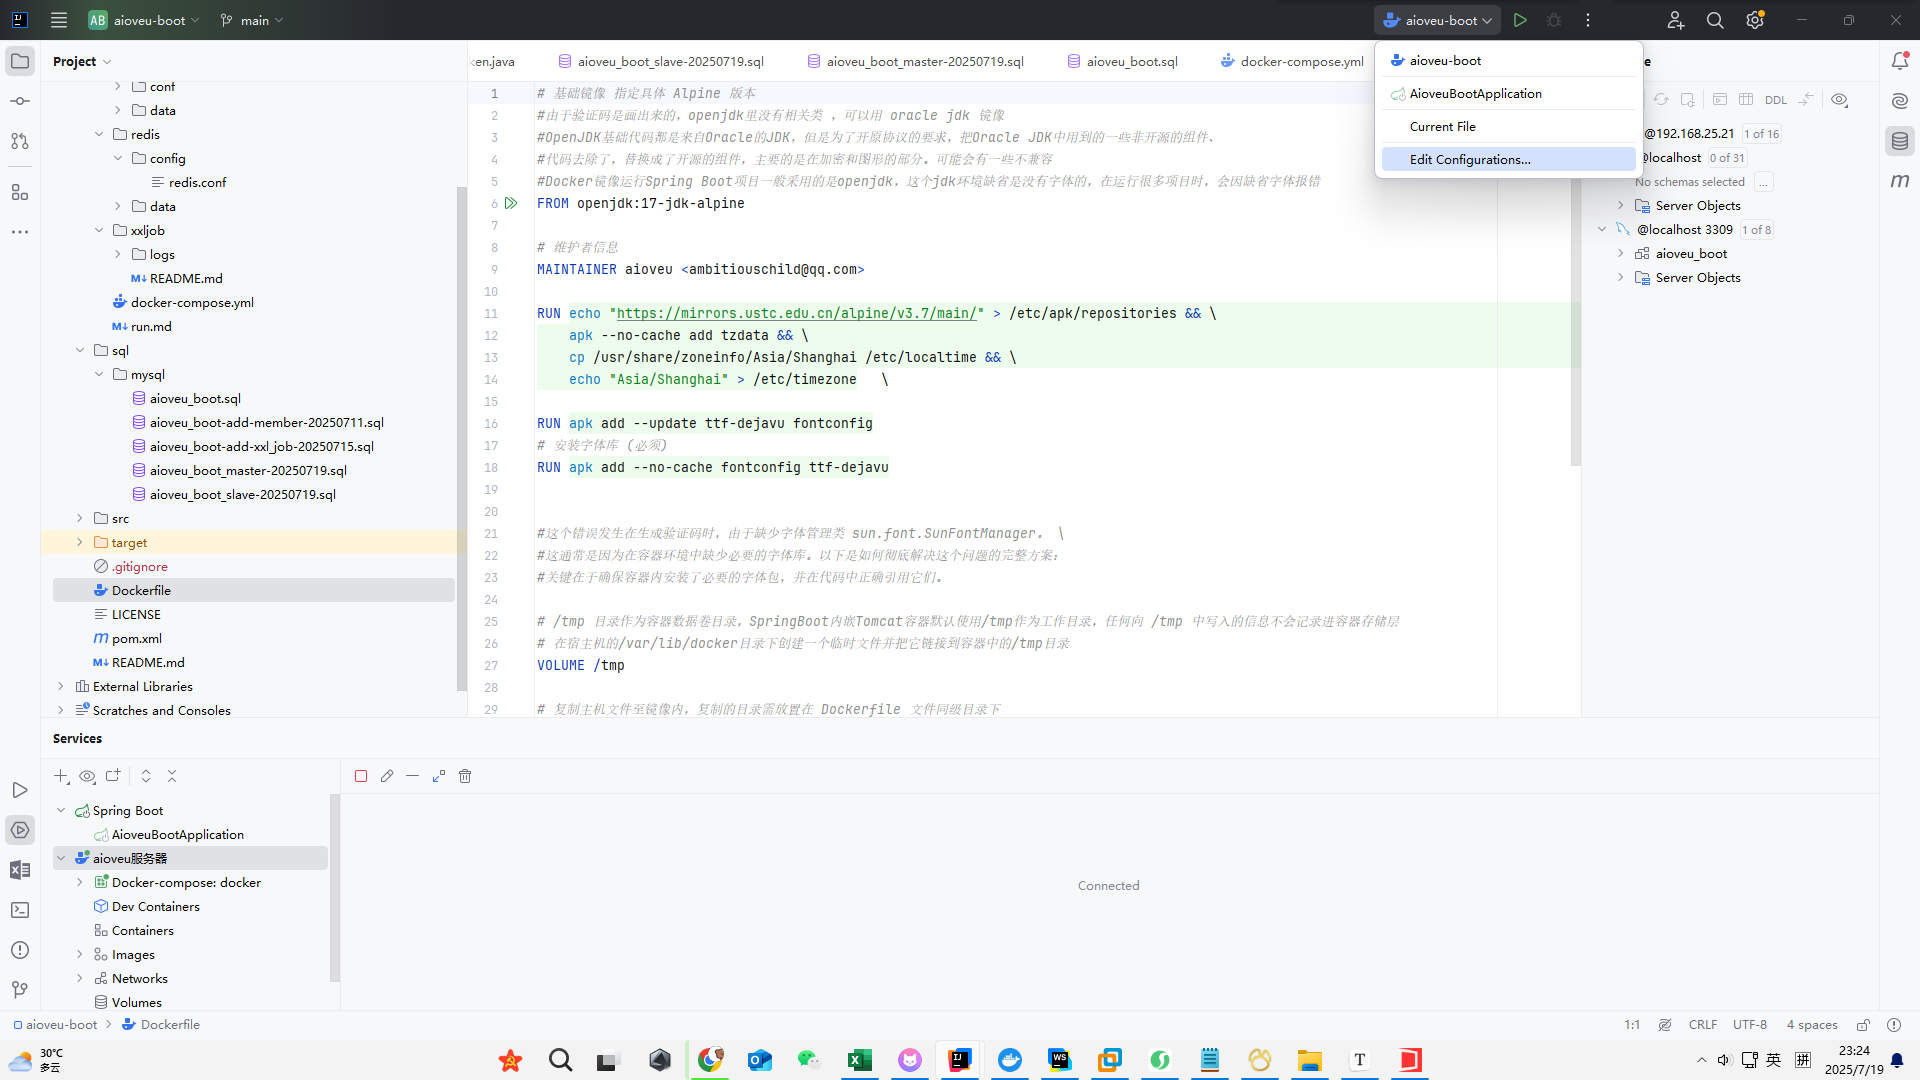 AB aioveu-boot
main
aioveu-boot
Project
ken.java
aioveu_boot_slave-20250719.sql
aioveu_boot_master-20250719.sql
aioveu_boot.sql
docker-compose.yml
aioveu-boot
AioveuBootApplication
Current File
Edit Configurations...
e
DDL
@192.168.25.21 1 of 16
@localhost 0 of 31
No schemas selected ...
Server Objects
@localhost 3309 1 of 8
aioveu_boot
Server Objects
conf
data
redis
config
redis.conf
data
xxljob
logs
README.md
docker-compose.yml
run.md
sql
mysql
aioveu_boot.sql
aioveu_boot-add-member-20250711.sql
aioveu_boot-add-xxl_job-20250715.sql
aioveu_boot_master-20250719.sql
aioveu_boot_slave-20250719.sql
src
target
.gitignore
Dockerfile
LICENSE
pom.xml
README.md
External Libraries
Scratches and Consoles
1 # 基础镜像 指定具体 Alpine 版本
2 #由于验证码是画出来的，openjdk里没有相关类 ，可以用 oracle jdk 镜像
3 #OpenJDK基础代码都是来自Oracle的JDK，但是为了开原协议的要求，把Oracle JDK中用到的一些非开源的组件、
4 #代码去除了，替换成了开源的组件，主要的是在加密和图形的部分。可能会有一些不兼容
5 #Docker镜像运行Spring Boot项目一般采用的是openjdk，这个jdk环境缺省是没有字体的，在运行很多项目时，会因缺省字体报错
6 FROM openjdk:17-jdk-alpine
7
8 # 维护者信息
9 MAINTAINER aioveu <ambitiouschild@qq.com>
10
11 RUN echo "https://mirrors.ustc.edu.cn/alpine/v3.7/main/" > /etc/apk/repositories && \
12 apk --no-cache add tzdata && \
13 cp /usr/share/zoneinfo/Asia/Shanghai /etc/localtime && \
14 echo "Asia/Shanghai" > /etc/timezone \
15
16 RUN apk add --update ttf-dejavu fontconfig
17 # 安装字体库 (必须)
18 RUN apk add --no-cache fontconfig ttf-dejavu
19
20
21 #这个错误发生在生成验证码时，由于缺少字体管理类 sun.font.SunFontManager. \
22 #这通常是因为在容器环境中缺少必要的字体库。以下是如何彻底解决这个问题的完整方案：
23 #关键在于确保容器内安装了必要的字体包，并在代码中正确引用它们。
24
25 # /tmp 目录作为容器数据卷目录，SpringBoot内嵌Tomcat容器默认使用/tmp作为工作目录，任何向 /tmp 中写入的信息不会记录进容器存储层
26 # 在宿主机的/var/lib/docker目录下创建一个临时文件并把它链接到容器中的/tmp目录
27 VOLUME /tmp
28
29 # 复制主机文件至镜像内，复制的目录需放置在 Dockerfile 文件同级目录下
Services
Spring Boot
AioveuBootApplication
aioveu服务器
Docker-compose: docker
Dev Containers
Containers
Images
Networks
Volumes
Connected
aioveu-boot
Dockerfile
1:1
CRLF
UTF-8
4 spaces
30℃
多云
英
拼
23:24
2025/7/19